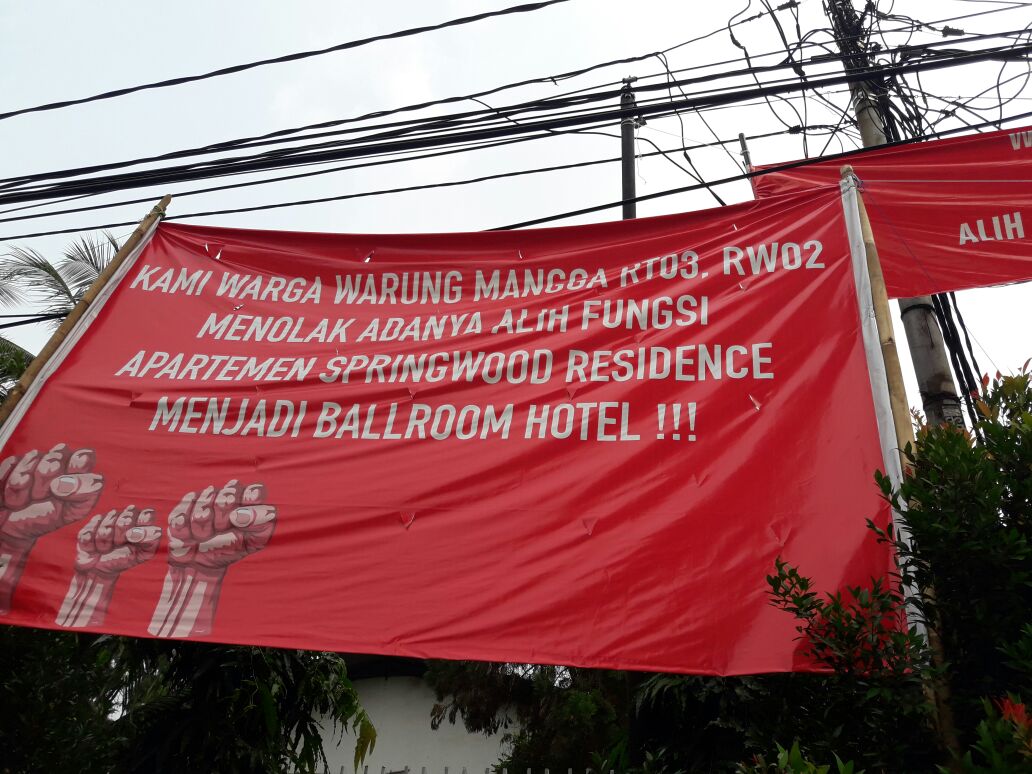 KAMI WARGA WARUNG MANGGA RT03. RW02
MENOLAK ADANYA ALIH FUNGSI
APARTEMEN SPRINGWOOD RESIDENCE
MENJADI BALLROOM HOTEL !!!
ALIH